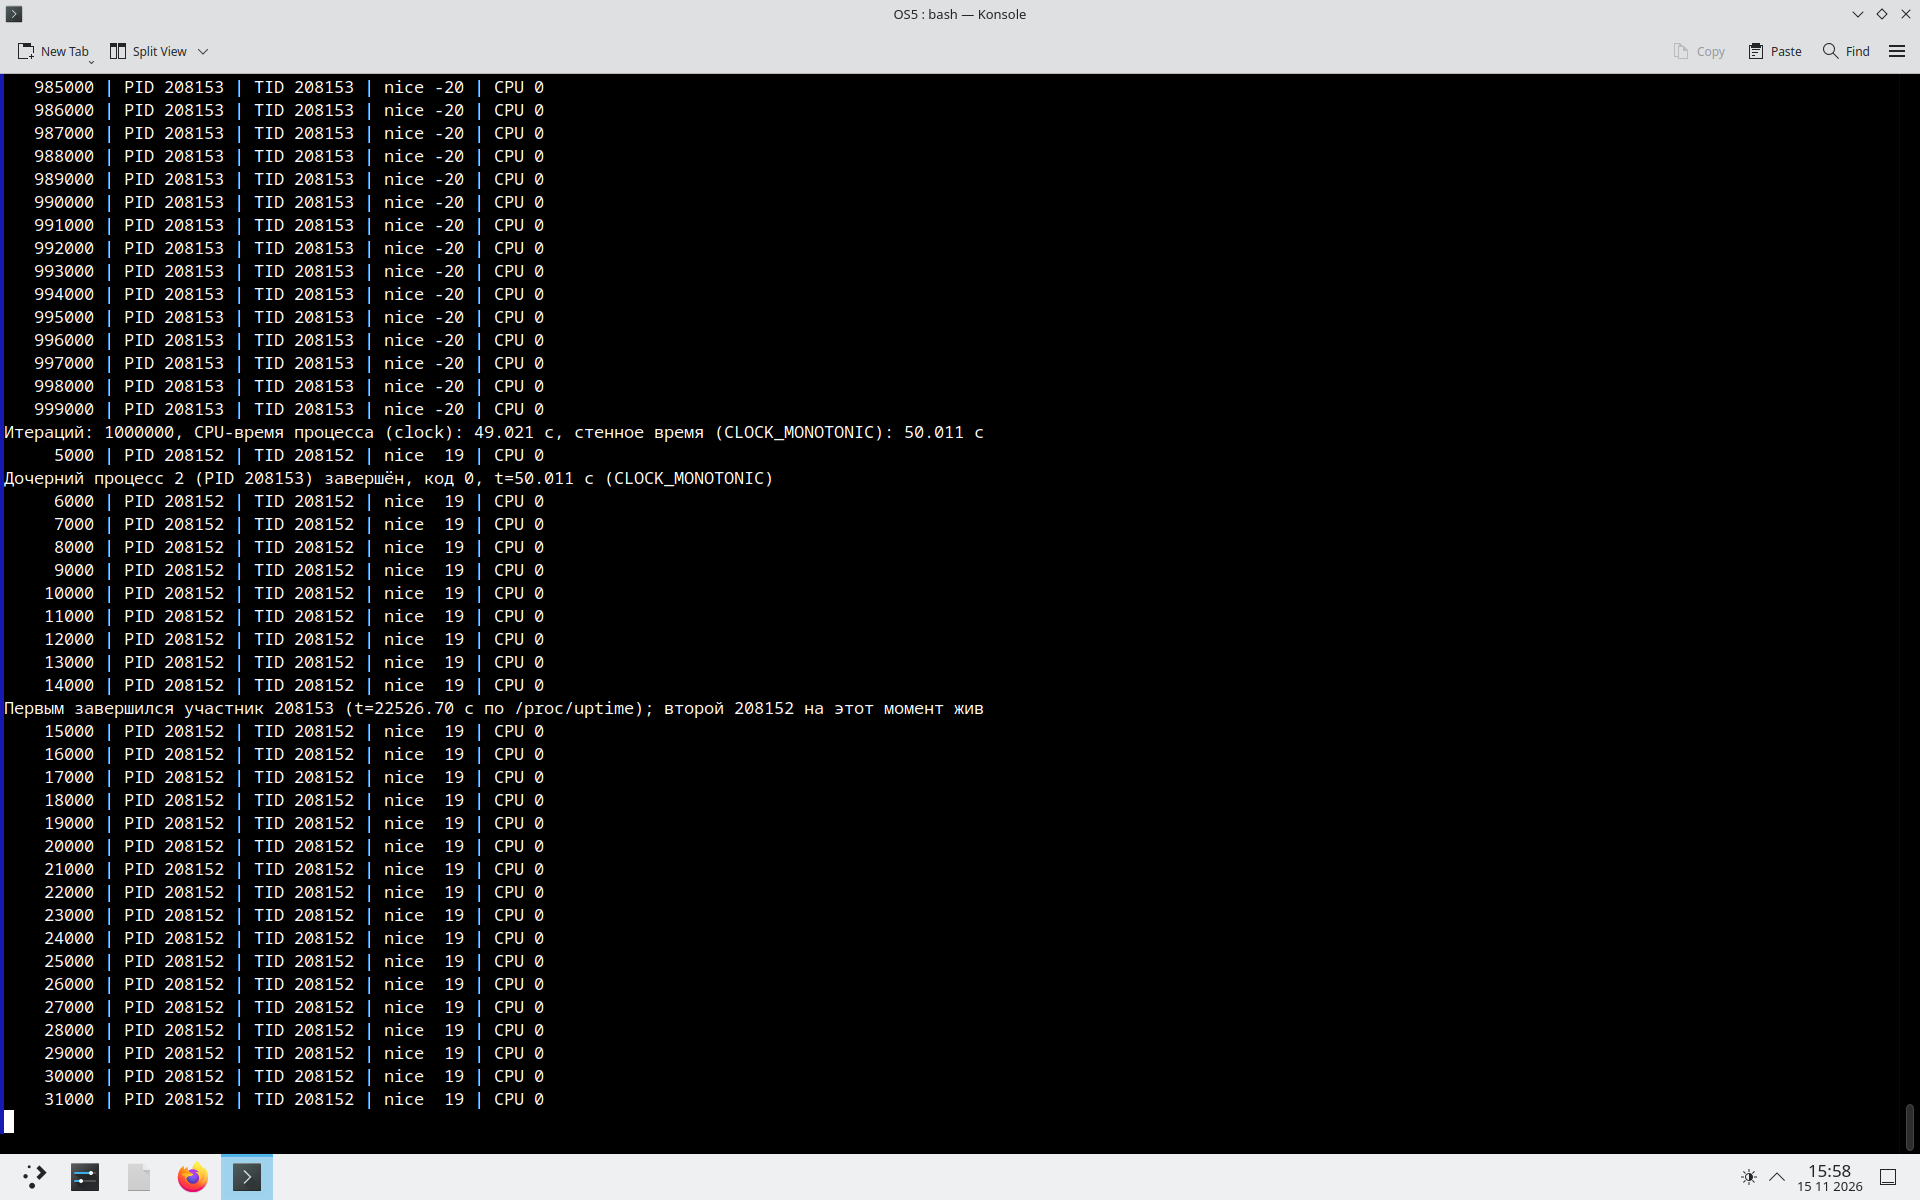 OS5 : bash — Konsole
New Tab Split View Copy Paste Find
985000 | PID 208153 | TID 208153 | nice -20 | CPU 0
986000 | PID 208153 | TID 208153 | nice -20 | CPU 0
987000 | PID 208153 | TID 208153 | nice -20 | CPU 0
988000 | PID 208153 | TID 208153 | nice -20 | CPU 0
989000 | PID 208153 | TID 208153 | nice -20 | CPU 0
990000 | PID 208153 | TID 208153 | nice -20 | CPU 0
991000 | PID 208153 | TID 208153 | nice -20 | CPU 0
992000 | PID 208153 | TID 208153 | nice -20 | CPU 0
993000 | PID 208153 | TID 208153 | nice -20 | CPU 0
994000 | PID 208153 | TID 208153 | nice -20 | CPU 0
995000 | PID 208153 | TID 208153 | nice -20 | CPU 0
996000 | PID 208153 | TID 208153 | nice -20 | CPU 0
997000 | PID 208153 | TID 208153 | nice -20 | CPU 0
998000 | PID 208153 | TID 208153 | nice -20 | CPU 0
999000 | PID 208153 | TID 208153 | nice -20 | CPU 0
Итераций: 1000000, CPU-время процесса (clock): 49.021 с, стенное время (CLOCK_MONOTONIC): 50.011 с
5000 | PID 208152 | TID 208152 | nice  19 | CPU 0
Дочерний процесс 2 (PID 208153) завершён, код 0, t=50.011 с (CLOCK_MONOTONIC)
6000 | PID 208152 | TID 208152 | nice  19 | CPU 0
7000 | PID 208152 | TID 208152 | nice  19 | CPU 0
8000 | PID 208152 | TID 208152 | nice  19 | CPU 0
9000 | PID 208152 | TID 208152 | nice  19 | CPU 0
10000 | PID 208152 | TID 208152 | nice  19 | CPU 0
11000 | PID 208152 | TID 208152 | nice  19 | CPU 0
12000 | PID 208152 | TID 208152 | nice  19 | CPU 0
13000 | PID 208152 | TID 208152 | nice  19 | CPU 0
14000 | PID 208152 | TID 208152 | nice  19 | CPU 0
Первым завершился участник 208153 (t=22526.70 с по /proc/uptime); второй 208152 на этот момент жив
15000 | PID 208152 | TID 208152 | nice  19 | CPU 0
16000 | PID 208152 | TID 208152 | nice  19 | CPU 0
17000 | PID 208152 | TID 208152 | nice  19 | CPU 0
18000 | PID 208152 | TID 208152 | nice  19 | CPU 0
19000 | PID 208152 | TID 208152 | nice  19 | CPU 0
20000 | PID 208152 | TID 208152 | nice  19 | CPU 0
21000 | PID 208152 | TID 208152 | nice  19 | CPU 0
22000 | PID 208152 | TID 208152 | nice  19 | CPU 0
23000 | PID 208152 | TID 208152 | nice  19 | CPU 0
24000 | PID 208152 | TID 208152 | nice  19 | CPU 0
25000 | PID 208152 | TID 208152 | nice  19 | CPU 0
26000 | PID 208152 | TID 208152 | nice  19 | CPU 0
27000 | PID 208152 | TID 208152 | nice  19 | CPU 0
28000 | PID 208152 | TID 208152 | nice  19 | CPU 0
29000 | PID 208152 | TID 208152 | nice  19 | CPU 0
30000 | PID 208152 | TID 208152 | nice  19 | CPU 0
31000 | PID 208152 | TID 208152 | nice  19 | CPU 0
15:58
15 11 2026